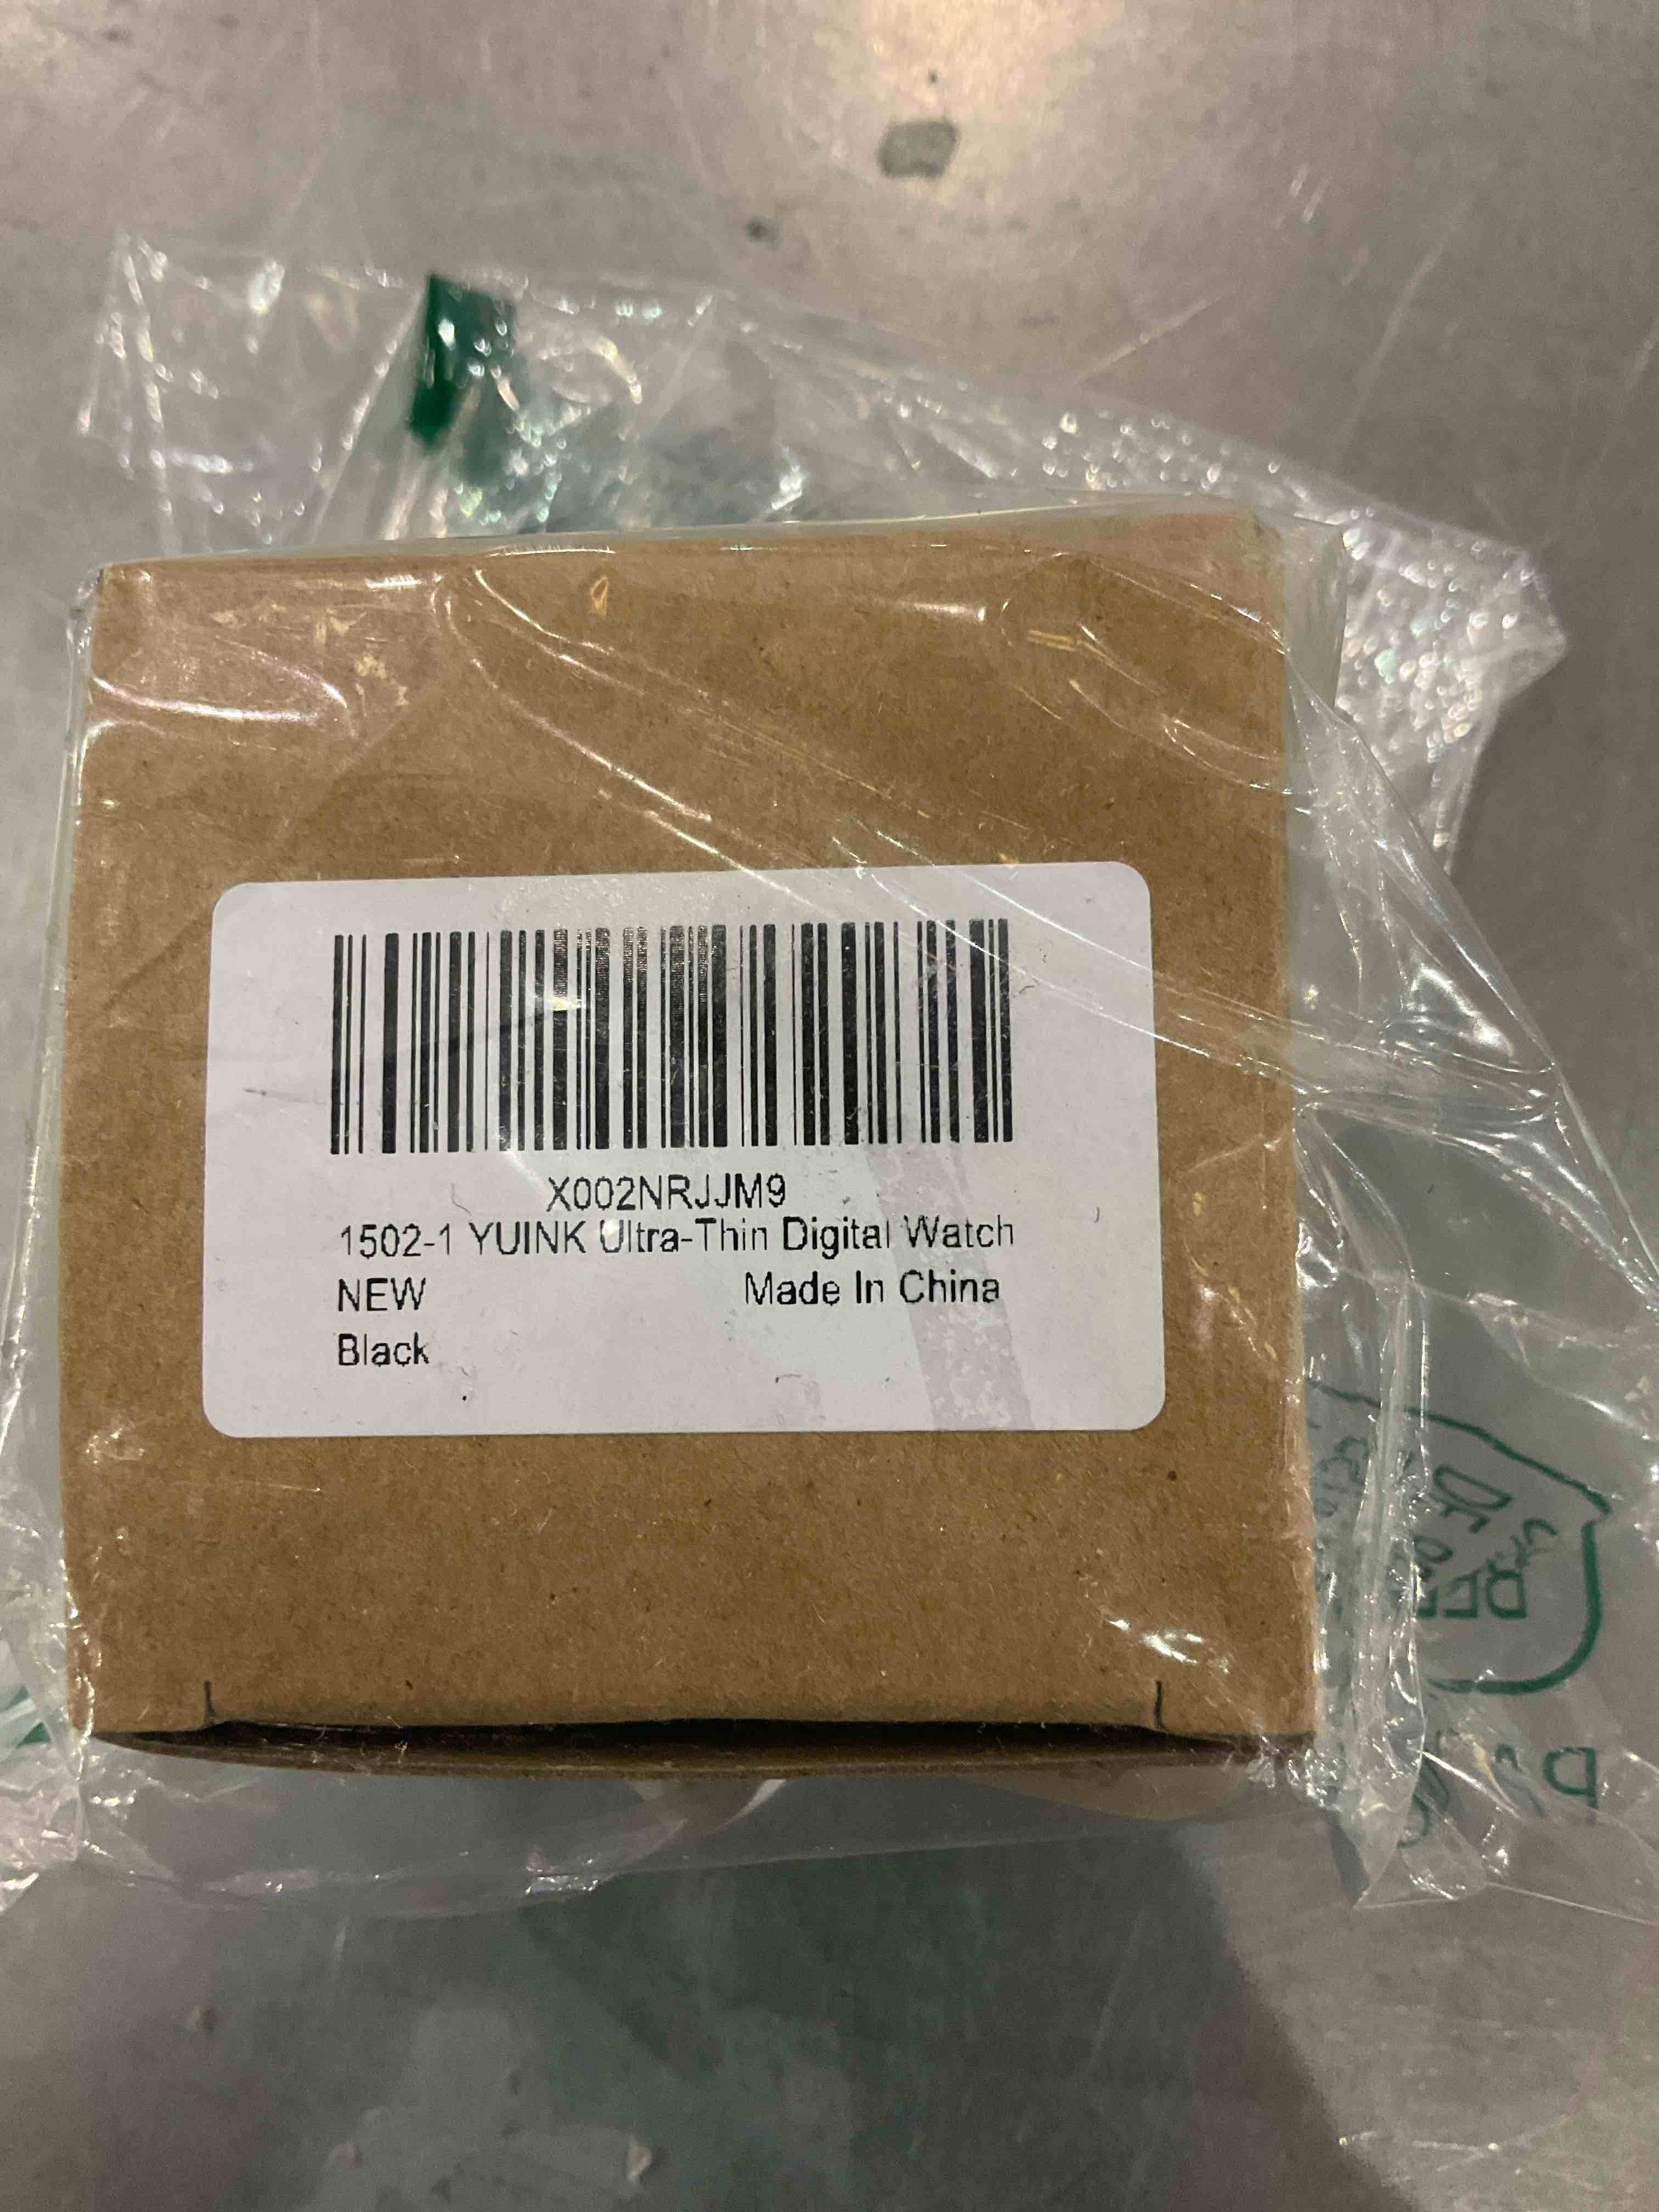 X002NRJJM9
1502-1 YUINK Ultra-Thin Digital Watch
NEW Made In China
Black